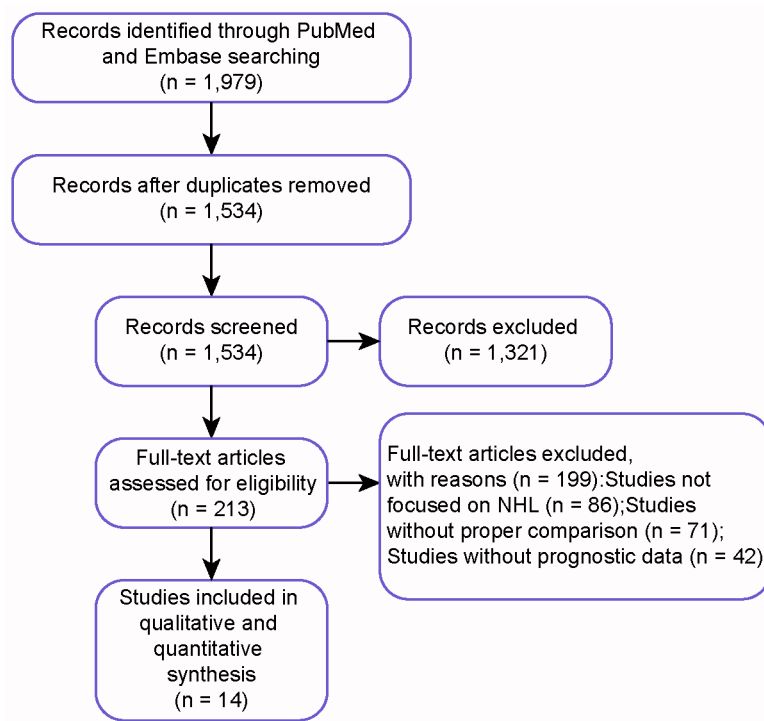 Records identified through PubMed
and Embase searching
(n = 1,979)
Records after duplicates removed
(n = 1,534)
Records screened
(n = 1,534)
Records excluded
(n = 1,321)
Full-text articles
assessed for eligibility
(n = 213)
Full-text articles excluded,
with reasons (n = 199):Studies not
focused on NHL (n = 86);Studies
without proper comparison (n = 71);
Studies without prognostic data (n = 42)
Studies included in
qualitative and
quantitative
synthesis
(n = 14)